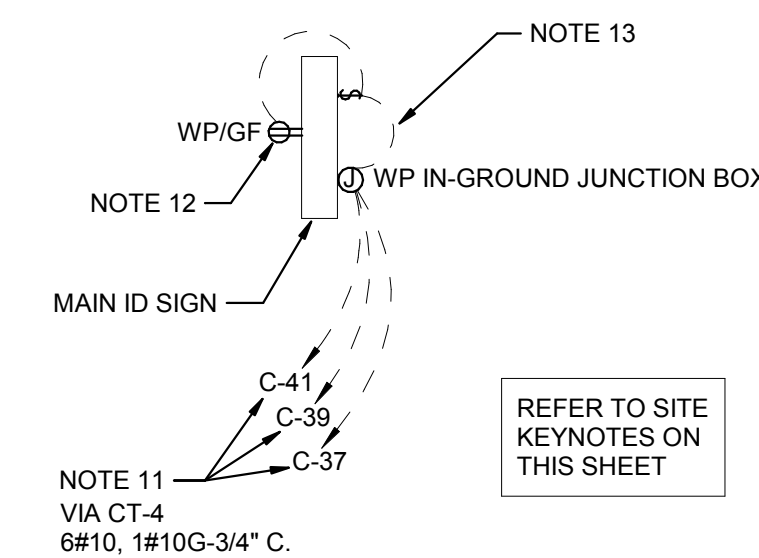 NOTE 13
WP/GF
S
J WP IN-GROUND JUNCTION BOX
NOTE 12
MAIN ID SIGN
C-41
C-39
C-37
NOTE 11
VIA CT-4
6#10, 1#10G-3/4" C.
REFER TO SITE
KEYNOTES ON
THIS SHEET